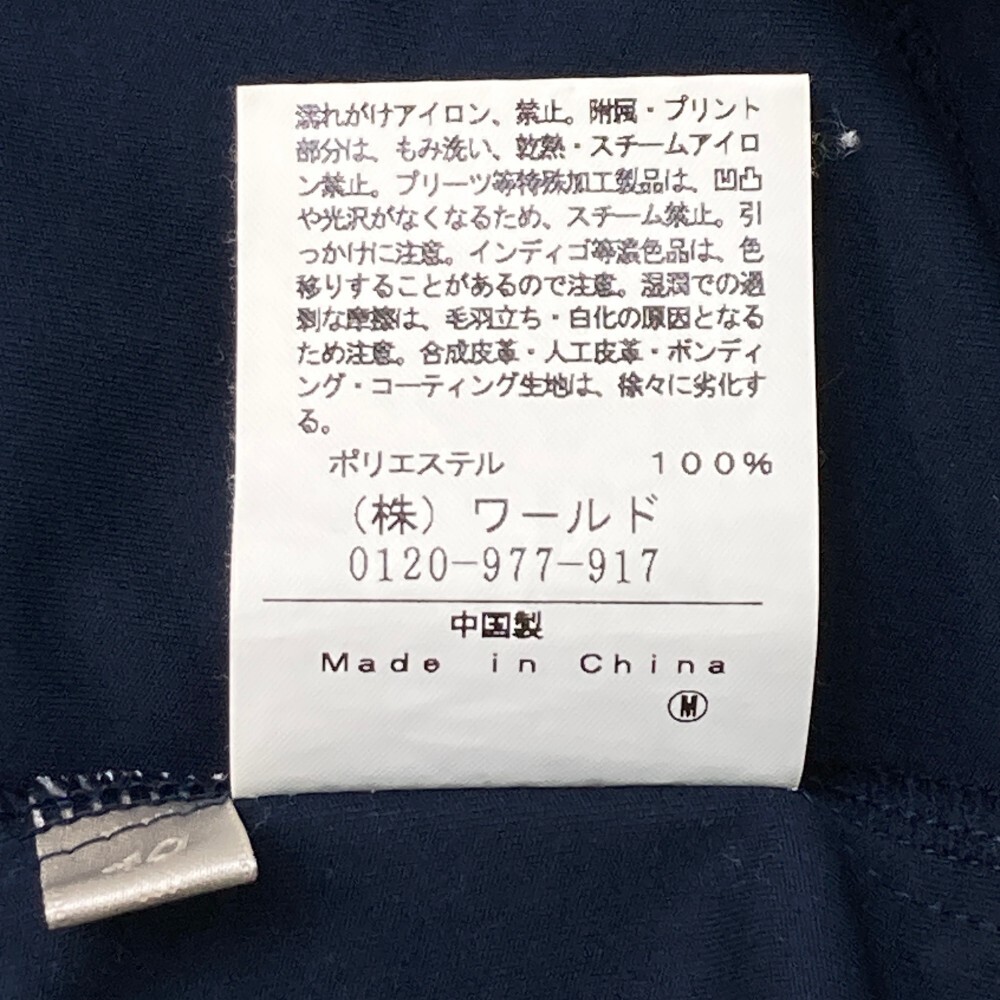 濡れがけアイロン、禁止。附属・プリント
部分は、もみ洗い、乾熱・スチームアイロ
ン禁止。プリーツ等特殊加工製品は、凹凸
や光沢がなくなるため、スチーム禁止。引
っかけに注意。インディゴ等濃色品は、色
移りすることがあるので注意。湿潤での過
剰な摩擦は、毛羽立ち・白化の原因となる
ため注意。合成皮革・人工皮革・ボンディ
ング・コーティング生地は、徐々に劣化す
る。
ポリエステル 100%
(株) ワールド
0120-977-917
中国製
Made in China
Ⓜ